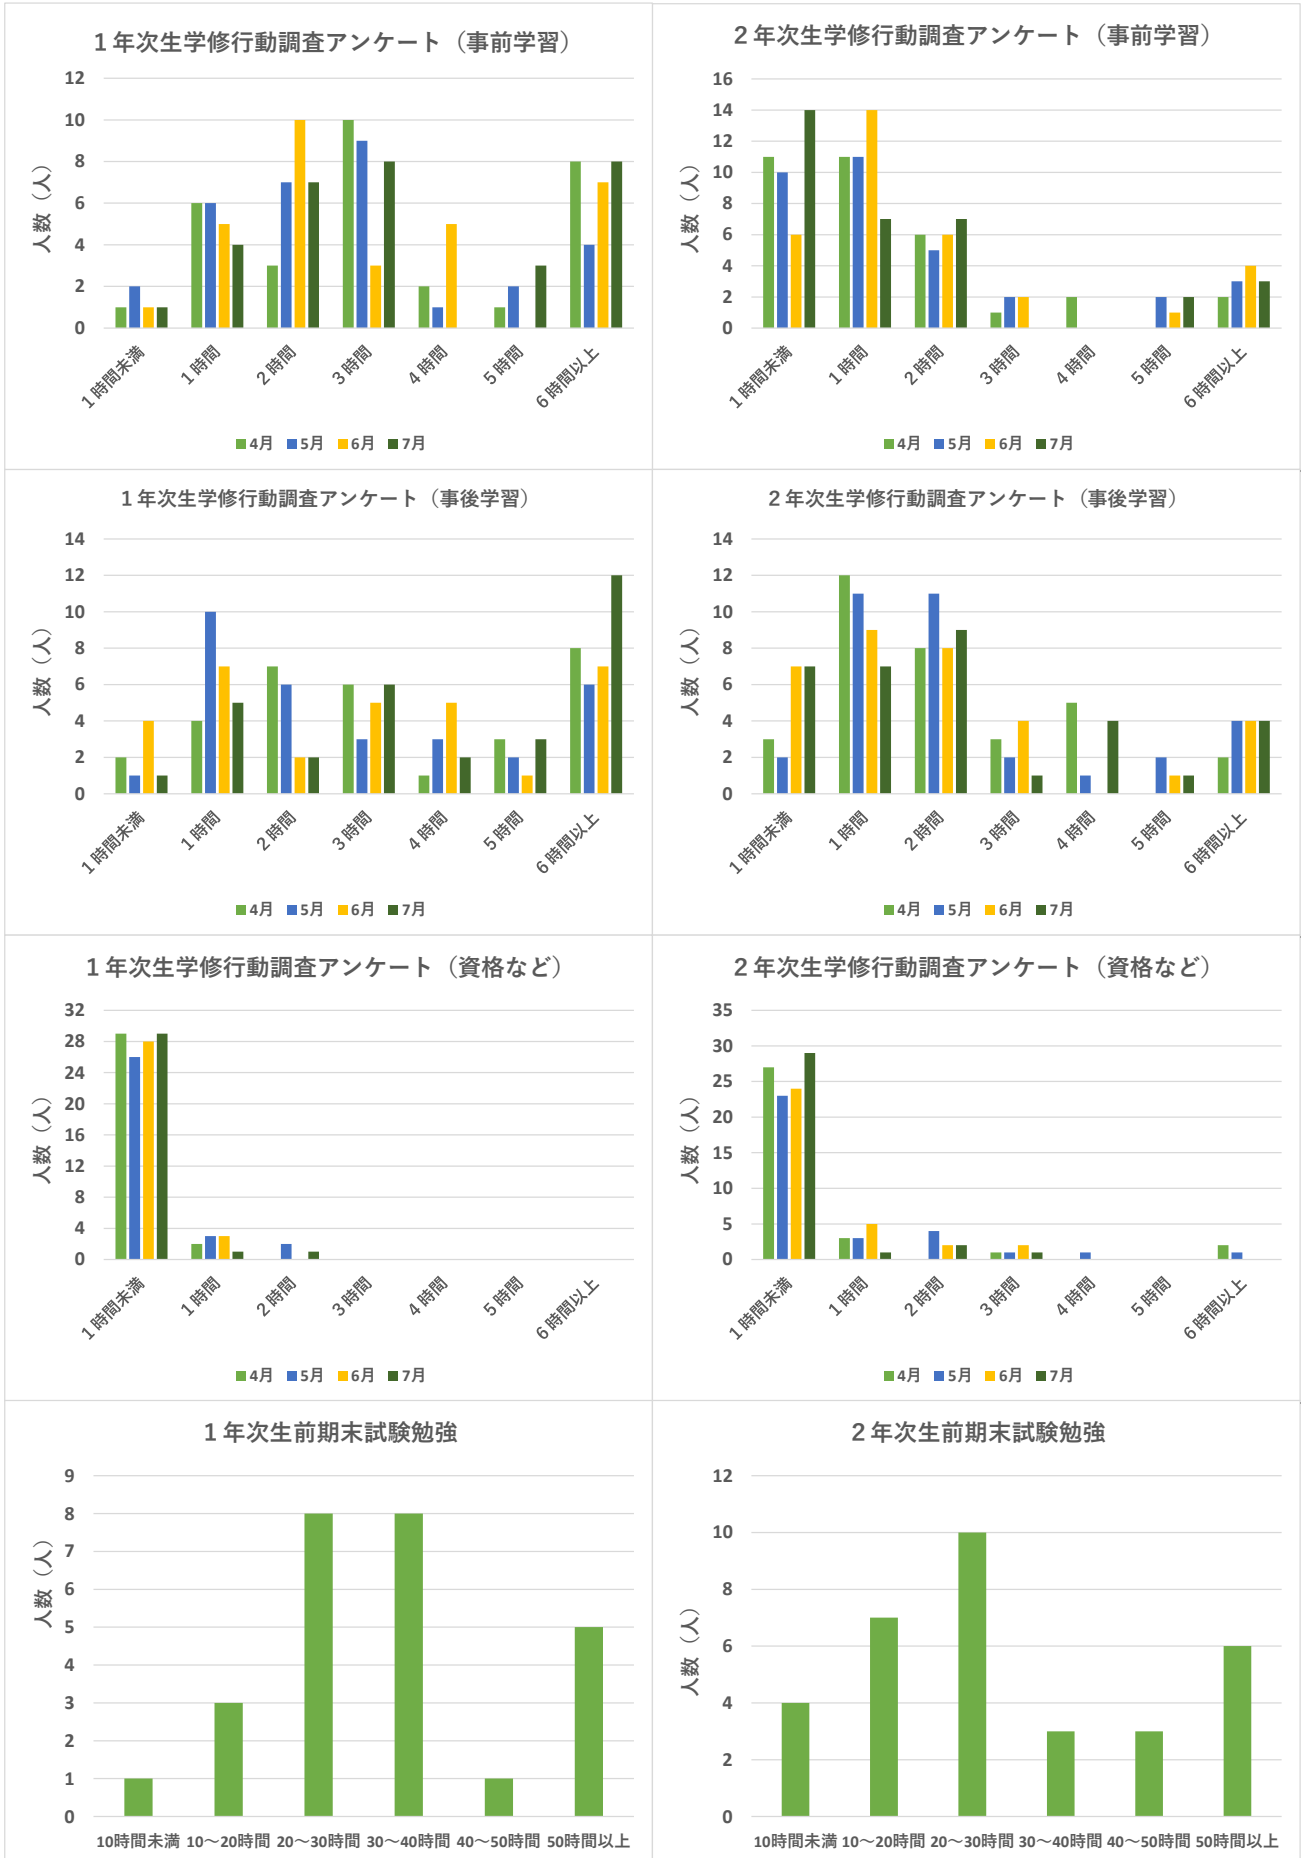 1年次生学修行動調査アンケート（事前学習）
人数（人）
12
10
8
6
4
2
0
1時間未満
1時間
2時間
3時間
4時間
5時間
6時間以上
4月 5月 6月 7月
2年次生学修行動調査アンケート（事前学習）
人数（人）
16
14
12
10
8
6
4
2
0
1時間未満
1時間
2時間
3時間
4時間
5時間
6時間以上
4月 5月 6月 7月
1年次生学修行動調査アンケート（事後学習）
人数（人）
14
12
10
8
6
4
2
0
1時間未満
1時間
2時間
3時間
4時間
5時間
6時間以上
4月 5月 6月 7月
2年次生学修行動調査アンケート（事後学習）
人数（人）
14
12
10
8
6
4
2
0
1時間未満
1時間
2時間
3時間
4時間
5時間
6時間以上
4月 5月 6月 7月
1年次生学修行動調査アンケート（資格など）
人数（人）
32
28
24
20
16
12
8
4
0
1時間未満
1時間
2時間
3時間
4時間
5時間
6時間以上
4月 5月 6月 7月
2年次生学修行動調査アンケート（資格など）
人数（人）
35
30
25
20
15
10
5
0
1時間未満
1時間
2時間
3時間
4時間
5時間
6時間以上
4月 5月 6月 7月
1年次生前期末試験勉強
人数（人）
9
8
7
6
5
4
3
2
1
0
10時間未満 10～20時間 20～30時間 30～40時間 40～50時間 50時間以上
2年次生前期末試験勉強
人数（人）
12
10
8
6
4
2
0
10時間未満 10～20時間 20～30時間 30～40時間 40～50時間 50時間以上